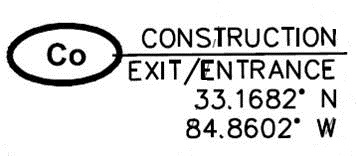 Co
CONSTRUCTION
EXIT/ENTRANCE
33.1682° N
84.8602° W